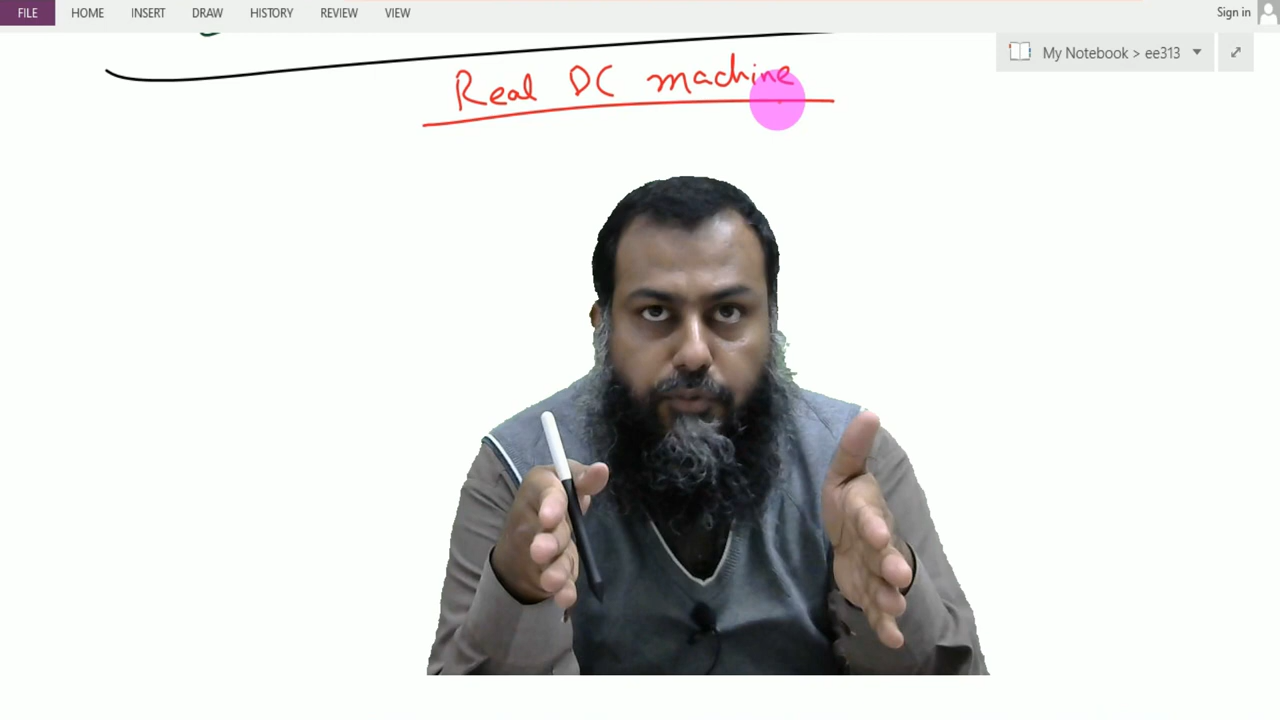 FILE HOME INSERT DRAW HISTORY REVIEW VIEW Sign in
My Notebook > ee313
Real DC machine